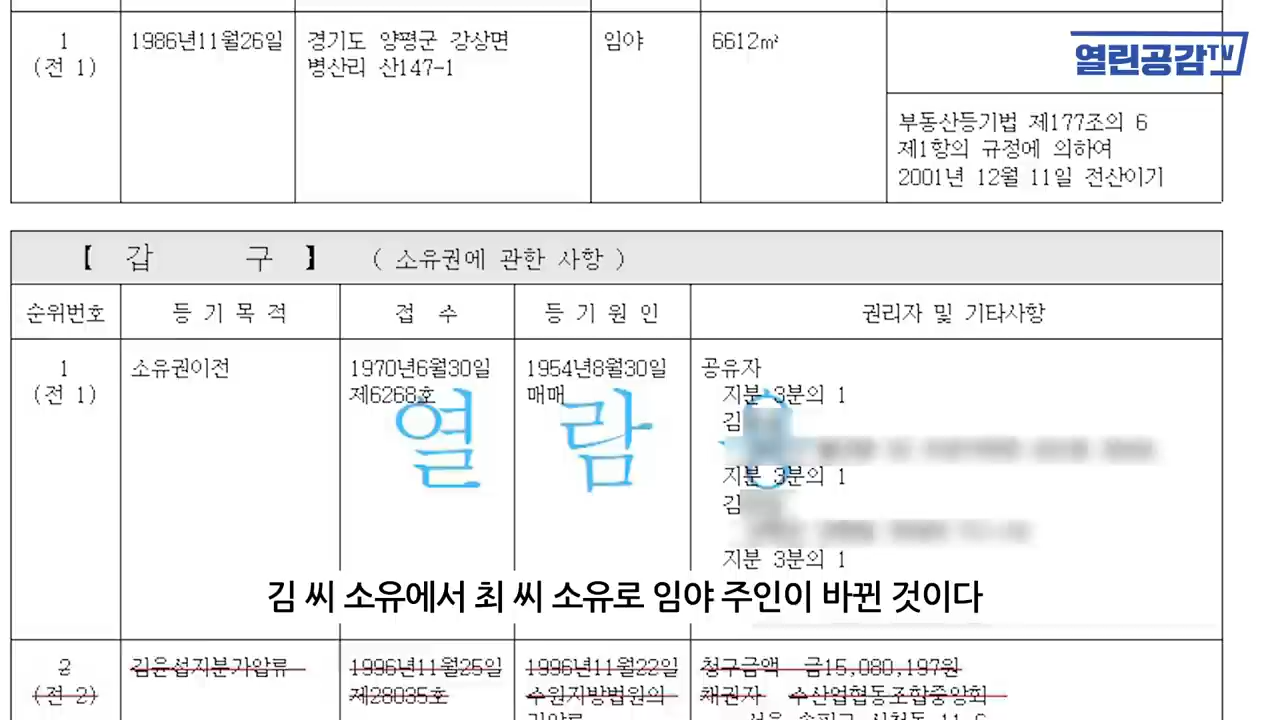 열린공감TV
1 1986년11월26일 경기도 양평군 강상면 임야 6612㎡
(전 1) 병산리 산147-1
부동산등기법 제177조의 6
제1항의 규정에 의하여
2001년 12월 11일 전산이기
【 갑 구 】 ( 소유권에 관한 사항 )
순위번호 등 기 목 적 접 수 등 기 원 인 권리자 및 기타사항
1 소유권이전 1970년6월30일 1954년8월30일 공유자
(전 1) 제6268호 매매 지분 3분의 1
김
열 람 용
지분 3분의 1
김
지분 3분의 1
김 씨 소유에서 최 씨 소유로 임야 주인이 바뀐 것이다
2 김윤섭지분가압류 1996년11월25일 1996년11월22일 청구금액 금15,080,197원
(전 2) 제28035호 수원지방법원의 채권자 수산업협동조합중앙회